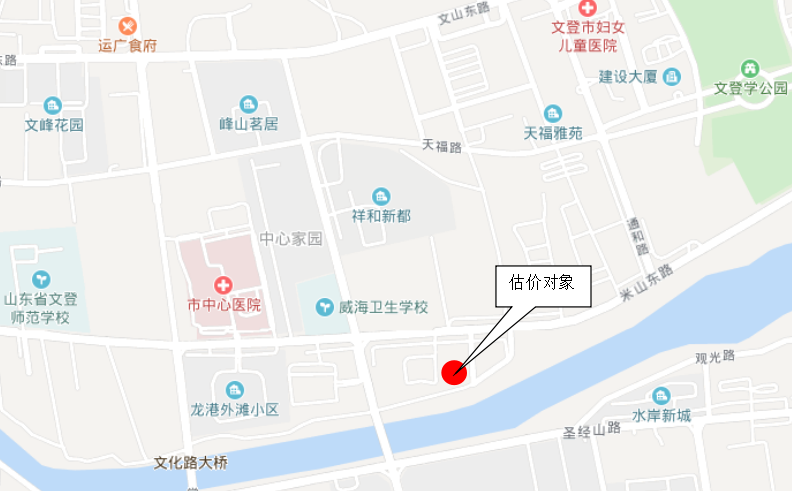 文山东路
文登市妇女
儿童医院
运广食府
东路
建设大厦
文登学公园
文峰花园
峰山茗居
天福雅苑
天福路
祥和新都
通和路
中心家园
估价对象
米山东路
山东省文登
师范学校
市中心医院
威海卫生学校
观光路
龙港外滩小区
水岸新城
圣经山路
文化路大桥